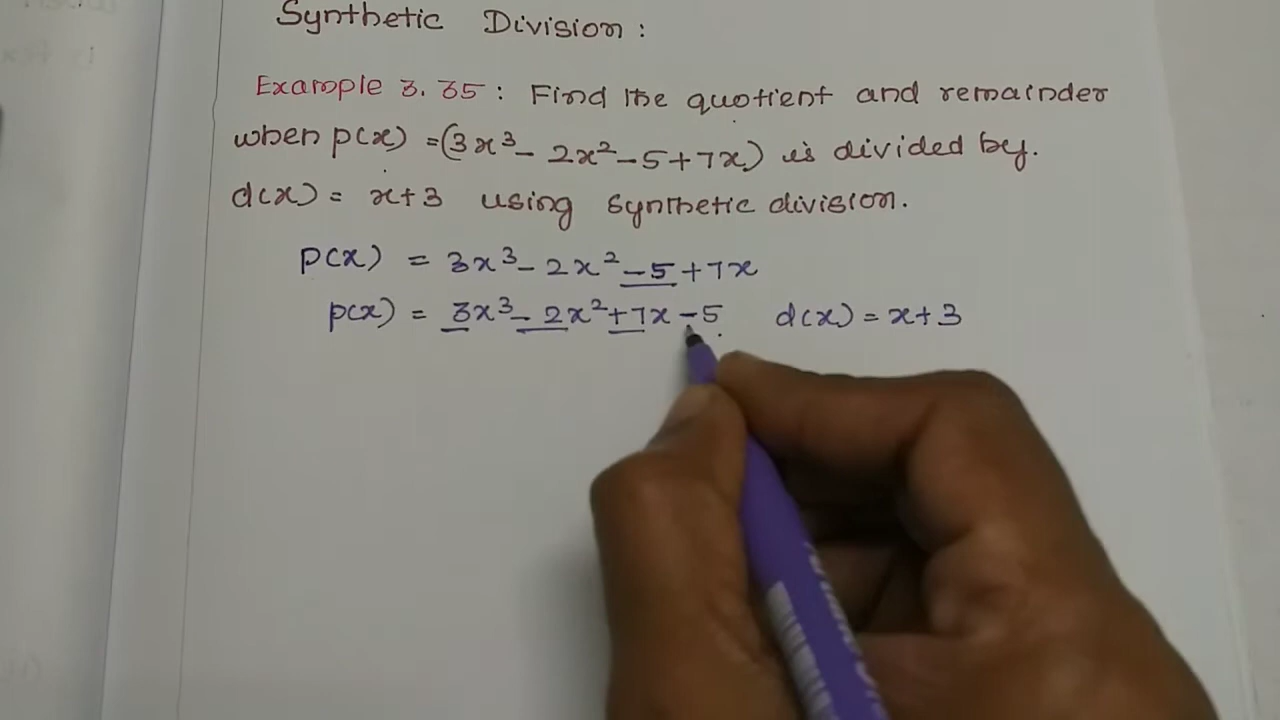 Synthetic Division:
Example 3.35: Find the quotient and remainder
when p(x) = (3x³ - 2x² - 5 + 7x) is divided by.
d(x) = x + 3 using synthetic division.
p(x) = 3x³ - 2x² - 5 + 7x
p(x) = 3x³ - 2x² + 7x - 5 d(x) = x + 3